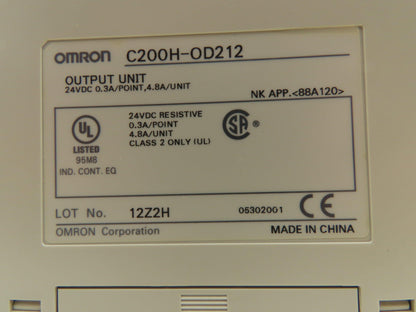 OMRON C200H-OD212
OUTPUT UNIT
24VDC 0.3A/POINT,4.8A/UNIT
NK APP.<88A120>
UL
LISTED
95M8
IND. CONT. EQ
24VDC RESISTIVE
0.3A/POINT
4.8A/UNIT
CLASS 2 ONLY (UL)
SA ®
LOT No. 12Z2H
05302001 CE
OMRON Corporation MADE IN CHINA